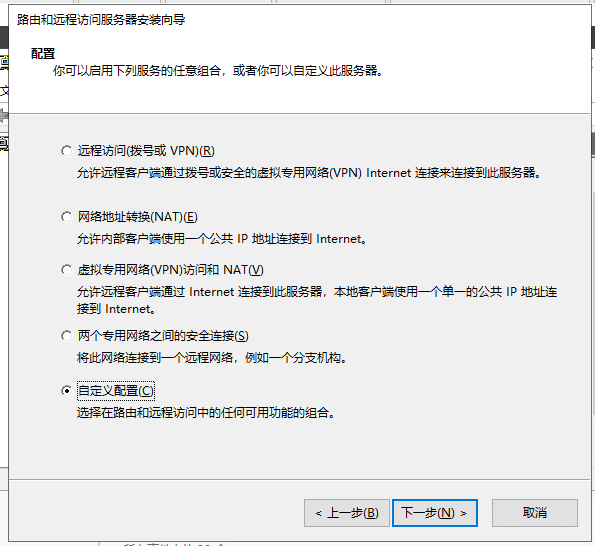 路由和远程访问服务器安装向导
配置
你可以启用下列服务的任意组合，或者你可以自定义此服务器。
远程访问(拨号或 VPN)(R)
允许远程客户端通过拨号或安全的虚拟专用网络(VPN) Internet 连接来连接到此服务器。
网络地址转换(NAT)(E)
允许内部客户端使用一个公共 IP 地址连接到 Internet。
虚拟专用网络(VPN)访问和 NAT(V)
允许远程客户端通过 Internet 连接到此服务器，本地客户端使用一个单一的公共 IP 地址连
接到 Internet。
两个专用网络之间的安全连接(S)
将此网络连接到一个远程网络，例如一个分支机构。
自定义配置(C)
选择在路由和远程访问中的任何可用功能的组合。
< 上一步(B) 下一步(N) > 取消